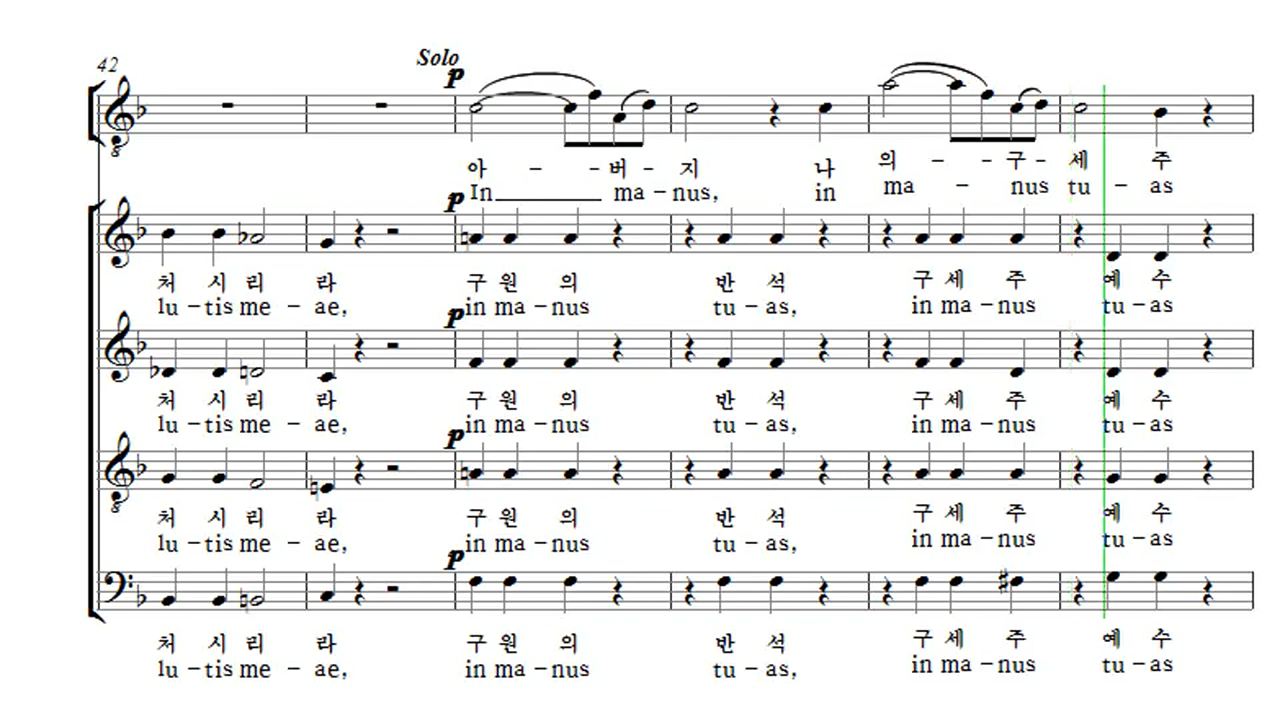 42
Solo
p
아 - - 버 - 지 나 의 - - 구 - 세 주
In ma - nus, in ma - nus tu - as
p
처 시 리 라 구 원 의 반 석 구 세 주 예 수
lu - tis me - ae, in ma - nus tu - as, in ma - nus tu - as
p
처 시 리 라 구 원 의 반 석 구 세 주 예 수
lu - tis me - ae, in ma - nus tu - as, in ma - nus tu - as
p
8
처 시 리 라 구 원 의 반 석 구 세 주 예 수
lu - tis me - ae, in ma - nus tu - as, in ma - nus tu - as
p
처 시 리 라 구 원 의 반 석 구 세 주 예 수
lu - tis me - ae, in ma - nus tu - as, in ma - nus tu - as